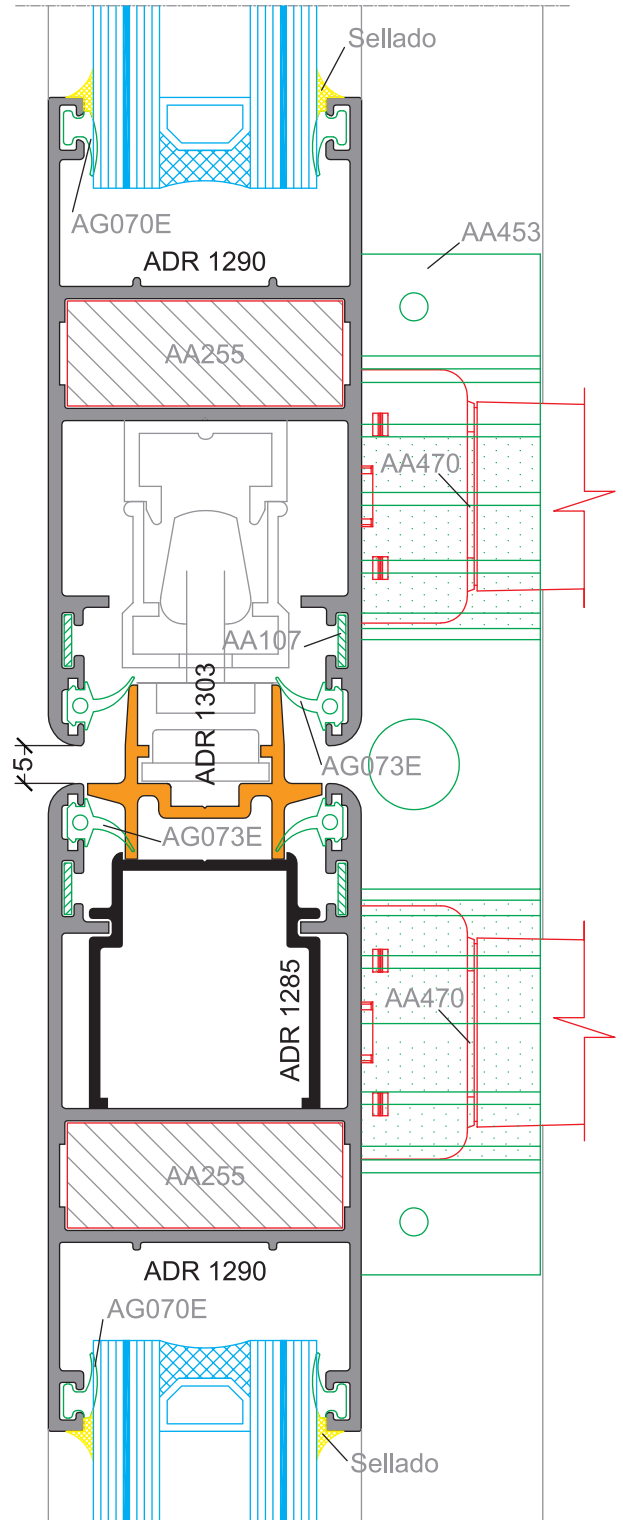 Sellado
AG070E
AA453
ADR 1290
AA255
AA470
AA107
ADR 1303
5
AG073E
AG073E
ADR 1285
AA470
AA255
ADR 1290
AG070E
Sellado